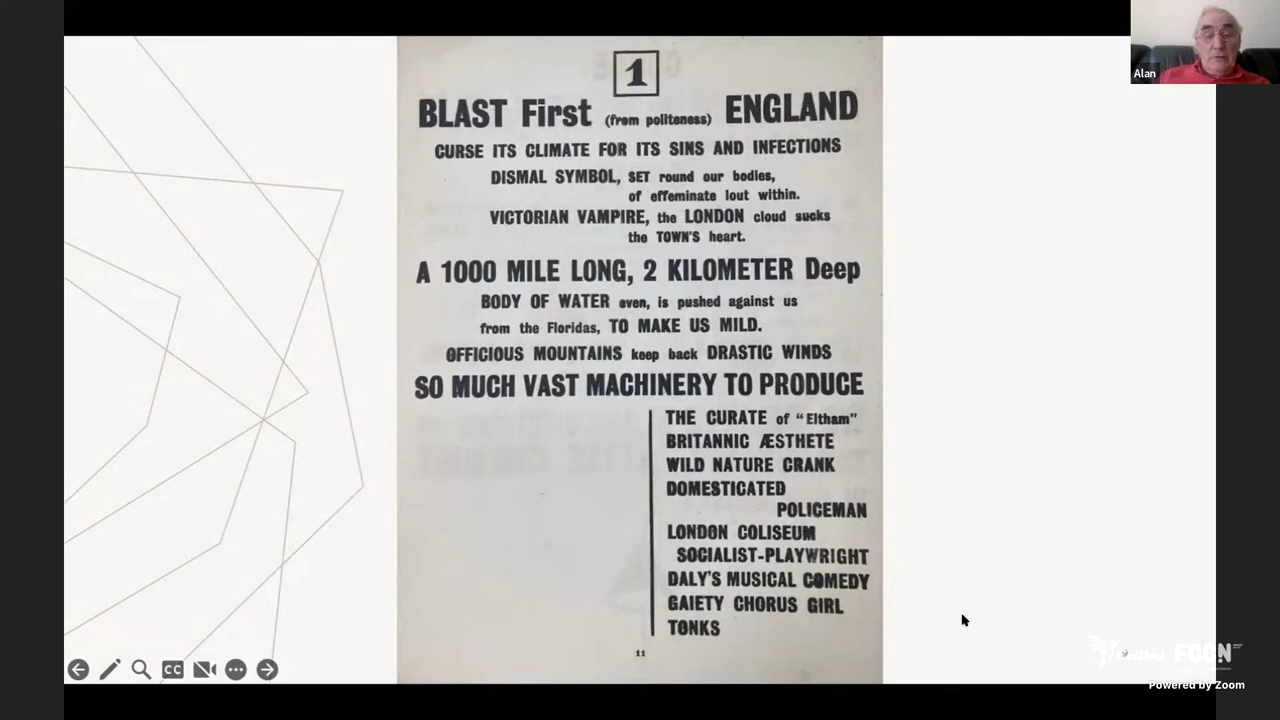 Alan
1
BLAST First (from politeness) ENGLAND
CURSE ITS CLIMATE FOR ITS SINS AND INFECTIONS
DISMAL SYMBOL, SET round our bodies,
of effeminate lout within.
VICTORIAN VAMPIRE, the LONDON cloud sucks
the TOWN'S heart.
A 1000 MILE LONG, 2 KILOMETER Deep
BODY OF WATER even, is pushed against us
from the Floridas, TO MAKE US MILD.
OFFICIOUS MOUNTAINS keep back DRASTIC WINDS
SO MUCH VAST MACHINERY TO PRODUCE
THE CURATE of "Eltham"
BRITANNIC ÆSTHETE
WILD NATURE CRANK
DOMESTICATED
POLICEMAN
LONDON COLISEUM
SOCIALIST-PLAYWRIGHT
DALY'S MUSICAL COMEDY
GAIETY CHORUS GIRL
TONKS
11
9
CC
Powered by Zoom